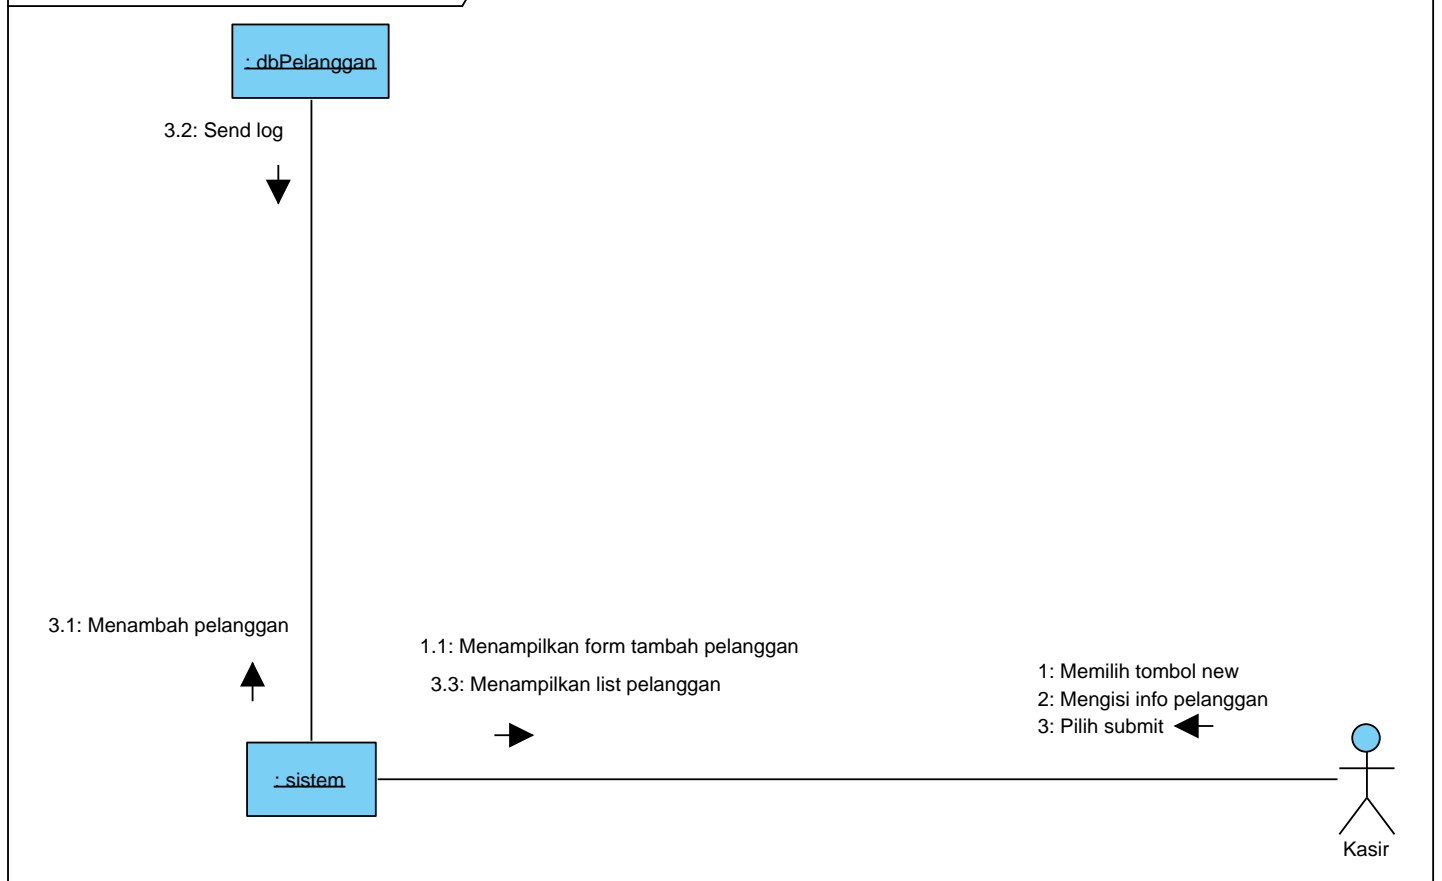 : dbPelanggan
3.2: Send log
3.1: Menambah pelanggan
1.1: Menampilkan form tambah pelanggan
3.3: Menampilkan list pelanggan
1: Memilih tombol new
2: Mengisi info pelanggan
3: Pilih submit
: sistem
Kasir